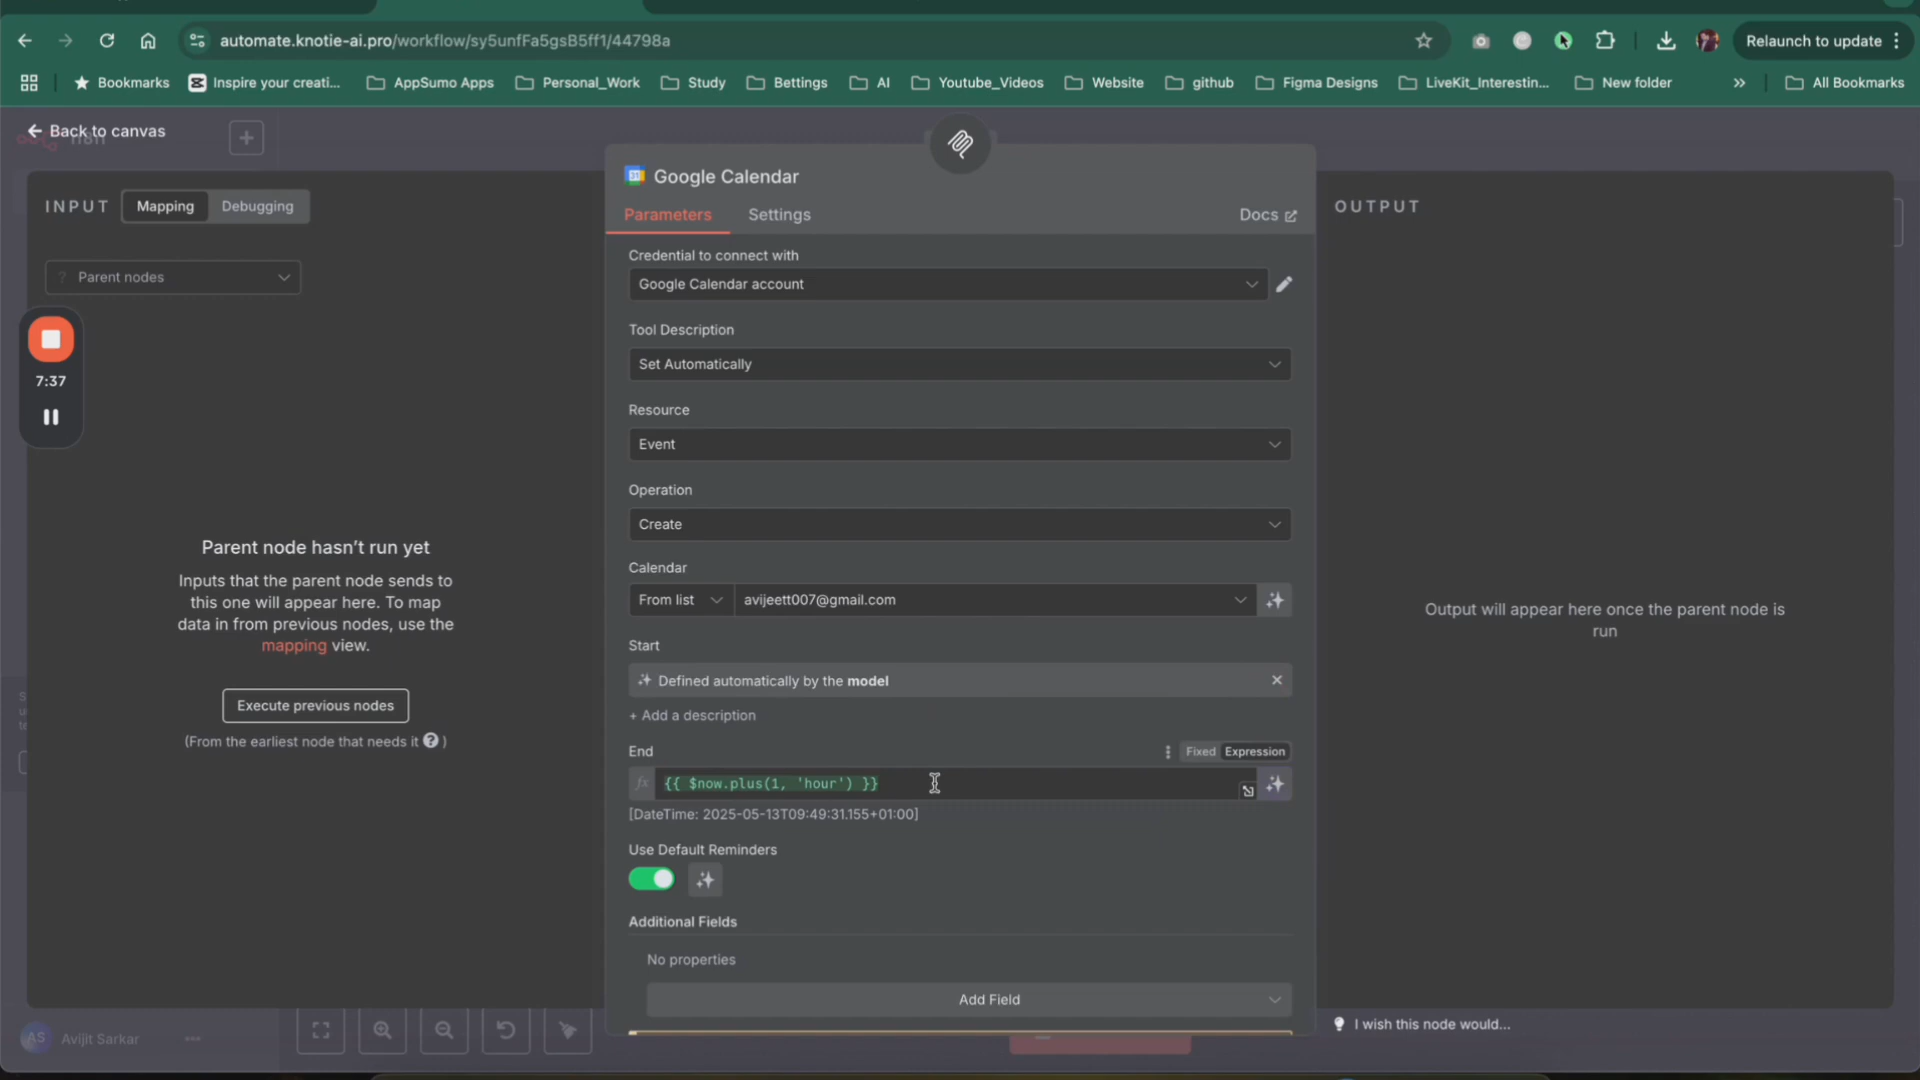 automate.knotie-ai.pro/workflow/sy5unfFa5gsB5ff1/44798a
Relaunch to update
Bookmarks
Inspire your creati...
AppSumo Apps
Personal_Work
Study
Bettings
AI
Youtube_Videos
Website
github
Figma Designs
LiveKit_Interestin...
New folder
»
All Bookmarks
Back to canvas
n8n
Google Calendar
INPUT
Mapping
Debugging
Parameters
Settings
Docs
OUTPUT
Parent nodes
7:37
Credential to connect with
Google Calendar account
Tool Description
Set Automatically
Resource
Event
Operation
Create
Calendar
From list
avijeett007@gmail.com
Start
Defined automatically by the model
+ Add a description
End
Fixed
Expression
fx
{{ $now.plus(1, 'hour') }}
[DateTime: 2025-05-13T09:49:31.155+01:00]
Use Default Reminders
Additional Fields
No properties
Add Field
Parent node hasn't run yet
Inputs that the parent node sends to
this one will appear here. To map
data in from previous nodes, use the
mapping view.
Execute previous nodes
(From the earliest node that needs it ? )
Output will appear here once the parent node is
run
I wish this node would...
AS
Avijit Sarkar